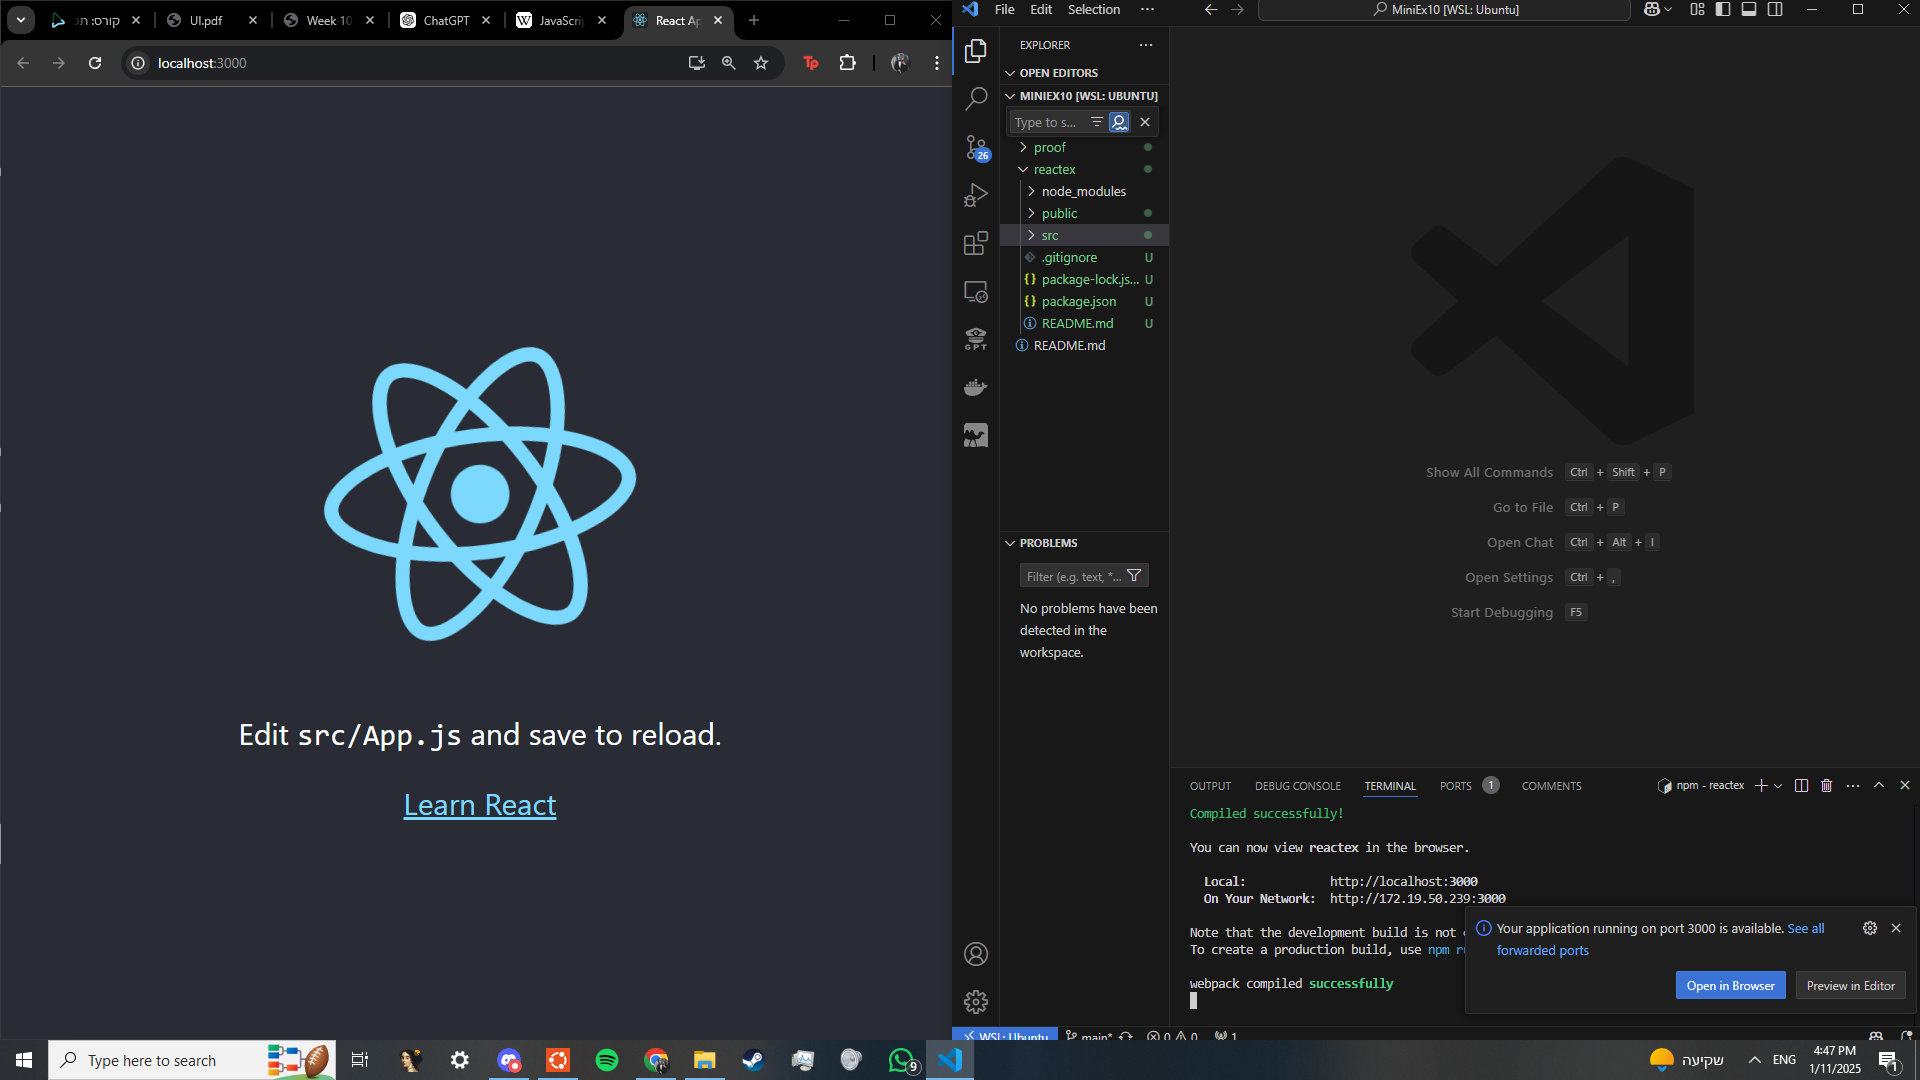 קורס: תכ
UI.pdf
Week 10
ChatGPT
JavaScrip
React Ap
localhost:3000
Edit src/App.js and save to reload.
Learn React
File Edit Selection ···
MiniEx10 [WSL: Ubuntu]
EXPLORER
OPEN EDITORS
MINIEX10 [WSL: UBUNTU]
Type to s...
26
proof
reactex
node_modules
public
src
.gitignore U
package-lock.js... U
package.json U
README.md U
README.md
GPT
PROBLEMS
Filter (e.g. text, *...
No problems have been
detected in the
workspace.
Show All Commands Ctrl + Shift + P
Go to File Ctrl + P
Open Chat Ctrl + Alt + I
Open Settings Ctrl + ,
Start Debugging F5
OUTPUT DEBUG CONSOLE TERMINAL PORTS 1 COMMENTS
npm - reactex
Compiled successfully!
You can now view reactex in the browser.
Local: http://localhost:3000
On Your Network: http://172.19.50.239:3000
Note that the development build is not
To create a production build, use npm
webpack compiled successfully
Your application running on port 3000 is available. See all
forwarded ports
Open in Browser
Preview in Editor
WSL: Ubuntu main* 0 0 1
Type here to search
9
שקיעה
ENG
4:47 PM
1/11/2025
1